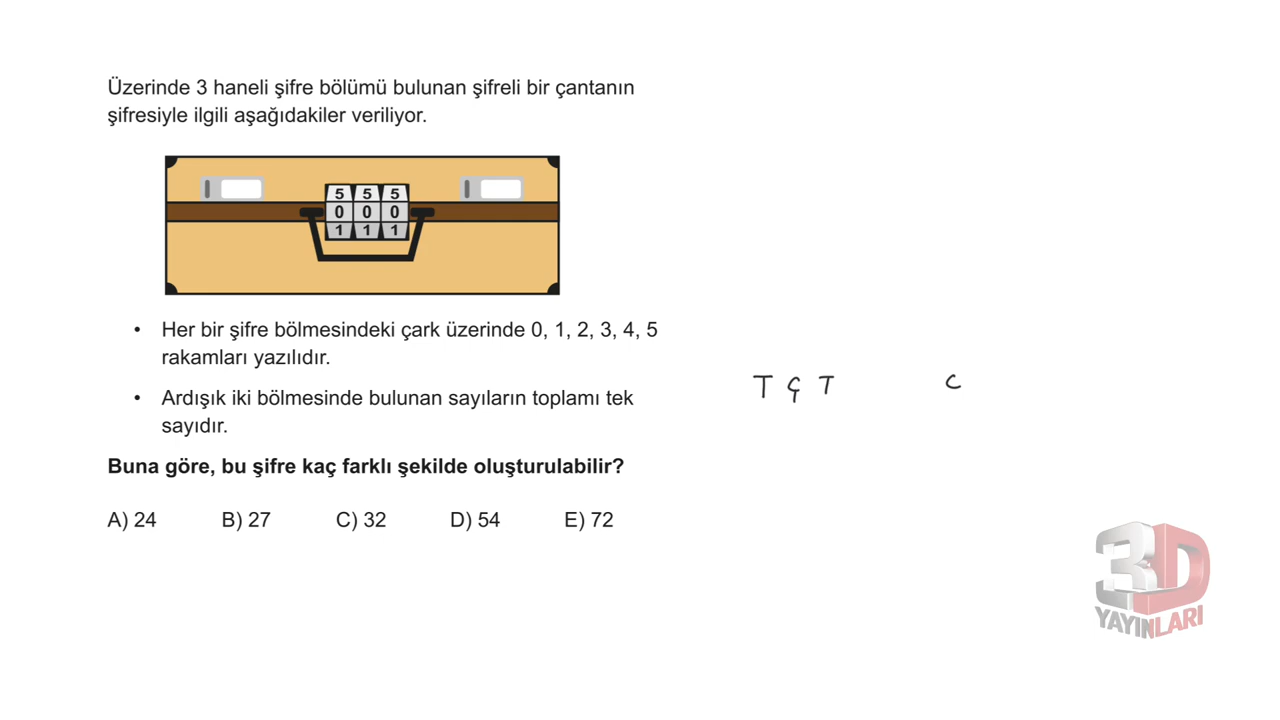 Üzerinde 3 haneli şifre bölümü bulunan şifreli bir çantanın
şifresiyle ilgili aşağıdakiler veriliyor.
5 5 5
0 0 0
1 1 1
• Her bir şifre bölmesindeki çark üzerinde 0, 1, 2, 3, 4, 5
rakamları yazılıdır.
• Ardışık iki bölmesinde bulunan sayıların toplamı tek
sayıdır.
Buna göre, bu şifre kaç farklı şekilde oluşturulabilir?
A) 24 B) 27 C) 32 D) 54 E) 72
T Ç T C
3D
YAYINLARI